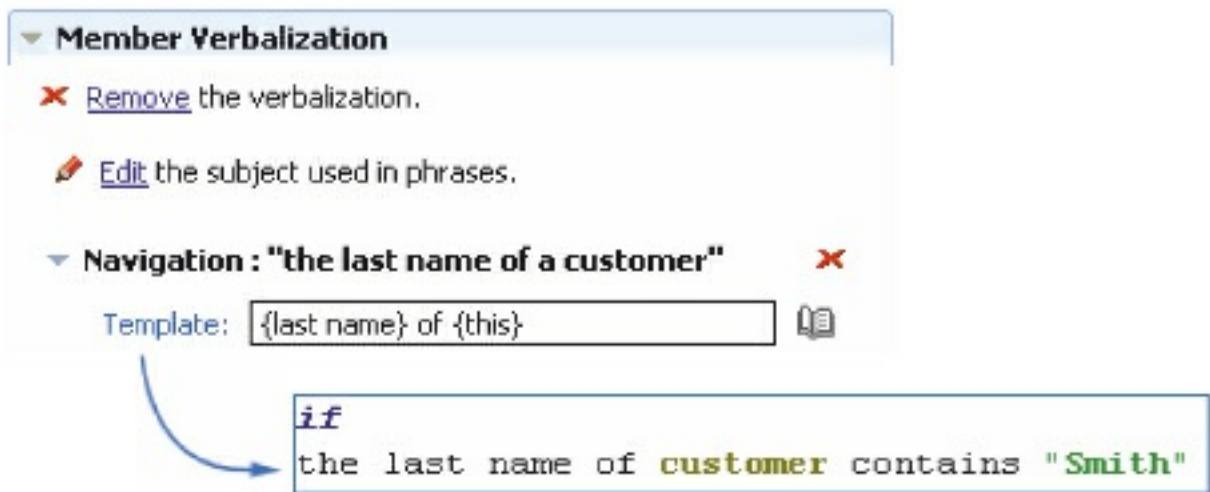 Member Verbalization
Remove the verbalization.
Edit the subject used in phrases.
Navigation : "the last name of a customer"
Template: {last name} of {this}
if
the last name of customer contains "Smith"